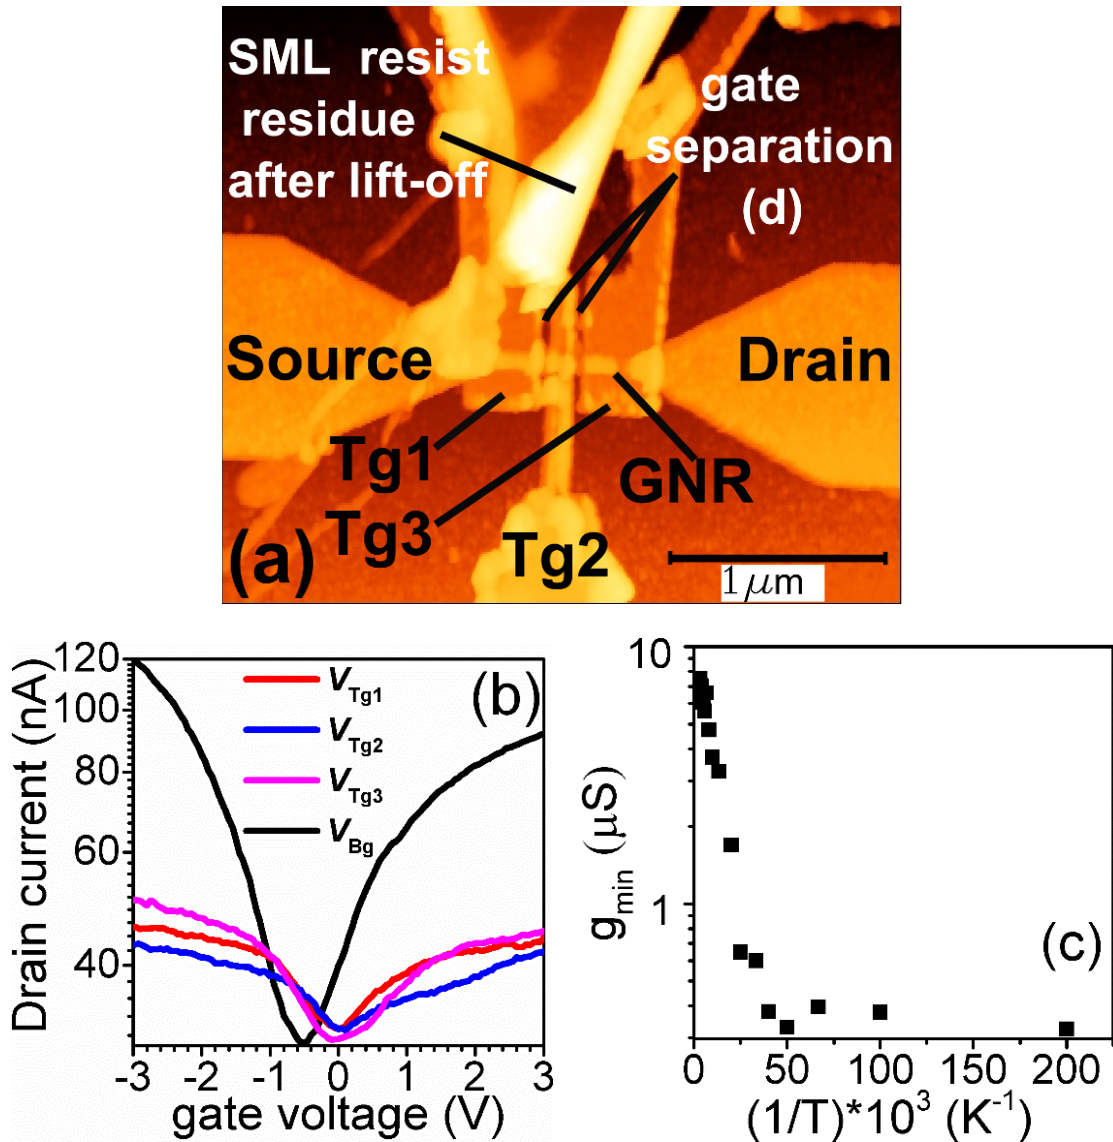 SML resist
residue
after lift-off
gate
separation
(d)
Source
Drain
Tg1
GNR
Tg3
Tg2
(a)
1 μm
Drain current (nA)
120
100
80
60
40
V_Tg1
V_Tg2
V_Tg3
V_Bg
(b)
-3 -2 -1 0 1 2 3
gate voltage (V)
g_min (μS)
10
1
(c)
0 50 100 150 200
(1/T)*10³ (K⁻¹)